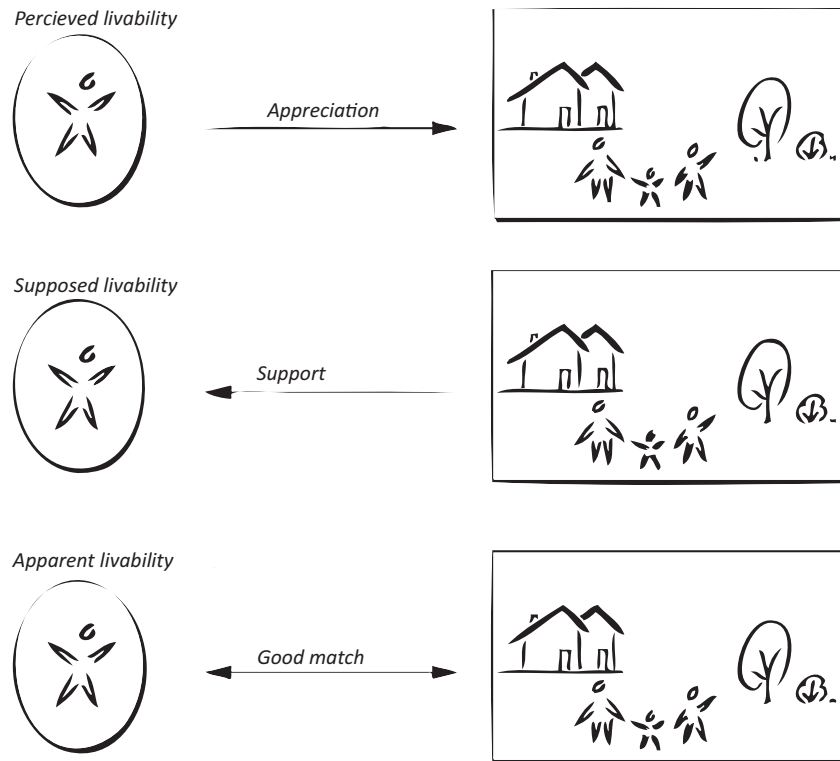 Percieved livability
Appreciation
Supposed livability
Support
Apparent livability
Good match